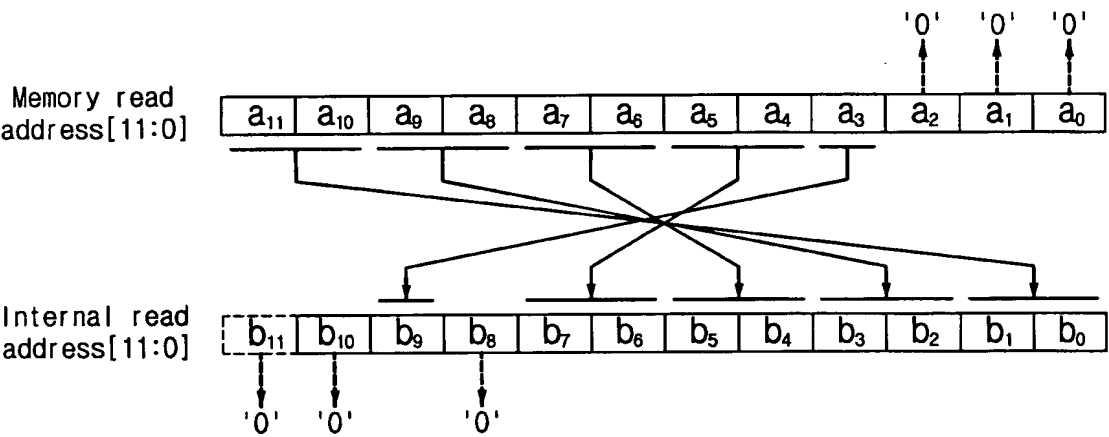 '0' '0' '0'
Memory read
address[11:0]
a₁₁ a₁₀ a₉ a₈ a₇ a₆ a₅ a₄ a₃ a₂ a₁ a₀
Internal read
address[11:0]
b₁₁ b₁₀ b₉ b₈ b₇ b₆ b₅ b₄ b₃ b₂ b₁ b₀
'0' '0' '0'